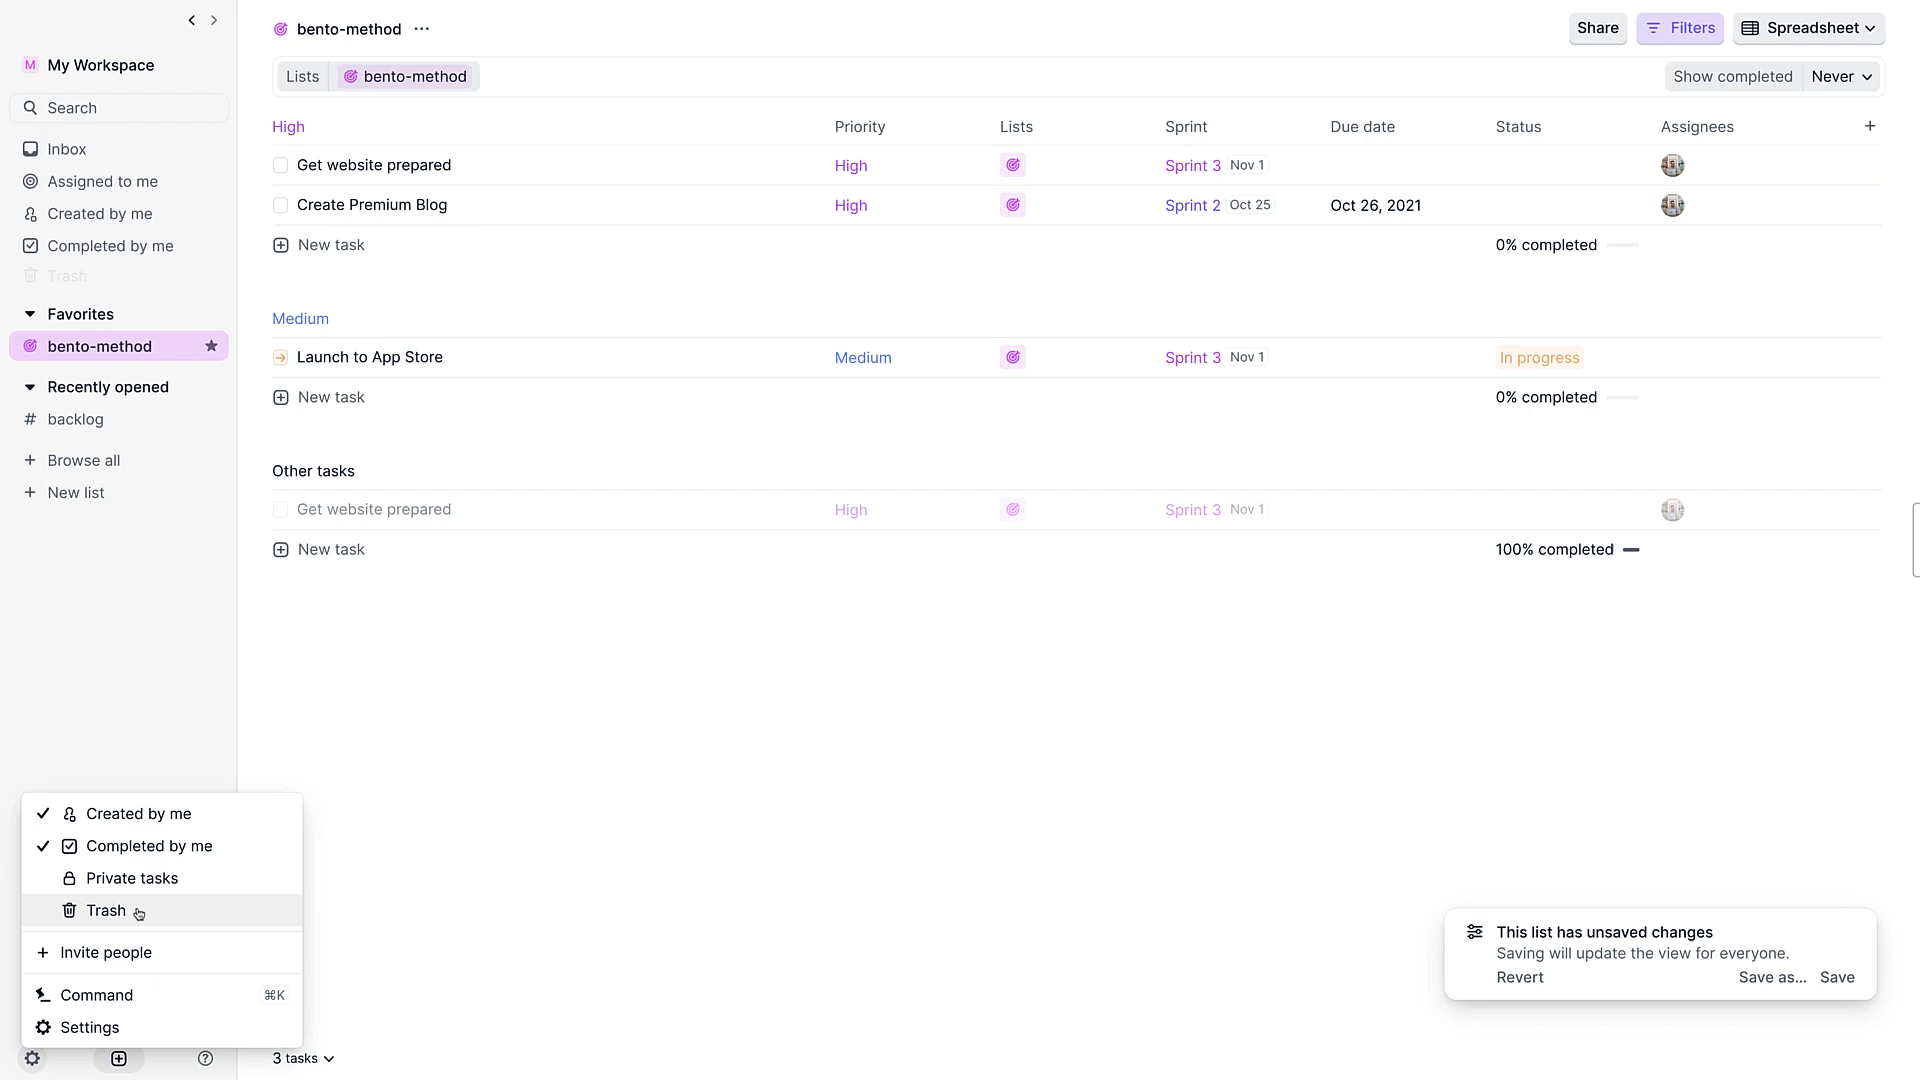 M My Workspace
Search
Inbox
Assigned to me
Created by me
Completed by me
Trash
Favorites
bento-method
Recently opened
# backlog
+ Browse all
+ New list
bento-method ...
Share
Filters
Spreadsheet
Lists bento-method
Show completed Never
High Priority Lists Sprint Due date Status Assignees +
Get website prepared High Sprint 3 Nov 1
Create Premium Blog High Sprint 2 Oct 25 Oct 26, 2021
New task 0% completed
Medium
Launch to App Store Medium Sprint 3 Nov 1 In progress
New task 0% completed
Other tasks
Get website prepared High Sprint 3 Nov 1
New task 100% completed
Created by me
Completed by me
Private tasks
Trash
+ Invite people
Command ⌘K
Settings
3 tasks
This list has unsaved changes
Saving will update the view for everyone.
Revert Save as... Save